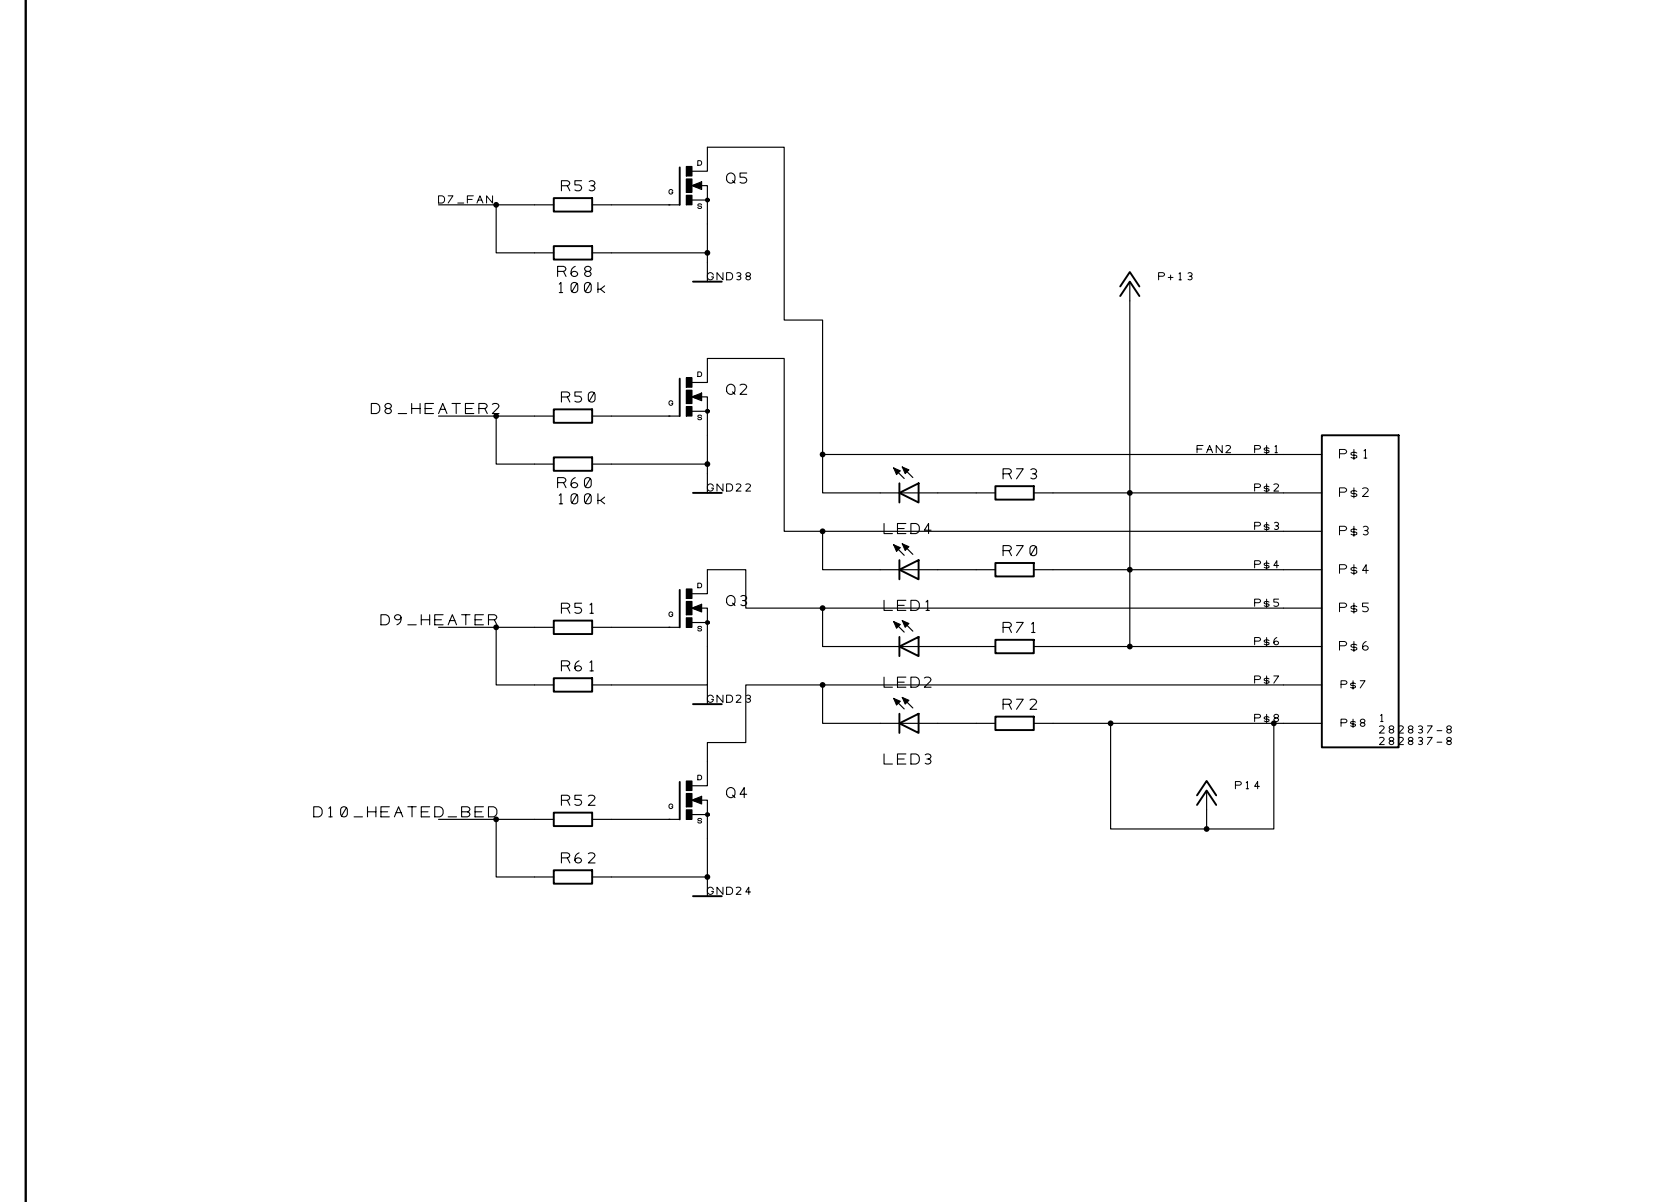 D
Q5
G
S
R53
D7_FAN
R68
100k
GND38
P+13
D
Q2
G
S
R50
D8_HEATER2
R60
100k
GND22
FAN2
P$1
P$1
R73
P$2
P$2
LED4
P$3
P$3
R70
P$4
P$4
D
Q3
G
S
R51
D9_HEATER
R61
GND23
LED1
P$5
P$5
R71
P$6
P$6
LED2
P$7
P$7
R72
P$8
P$8
1
282837-8
282837-8
LED3
P14
D
Q4
G
S
R52
D10_HEATED_BED
R62
GND24